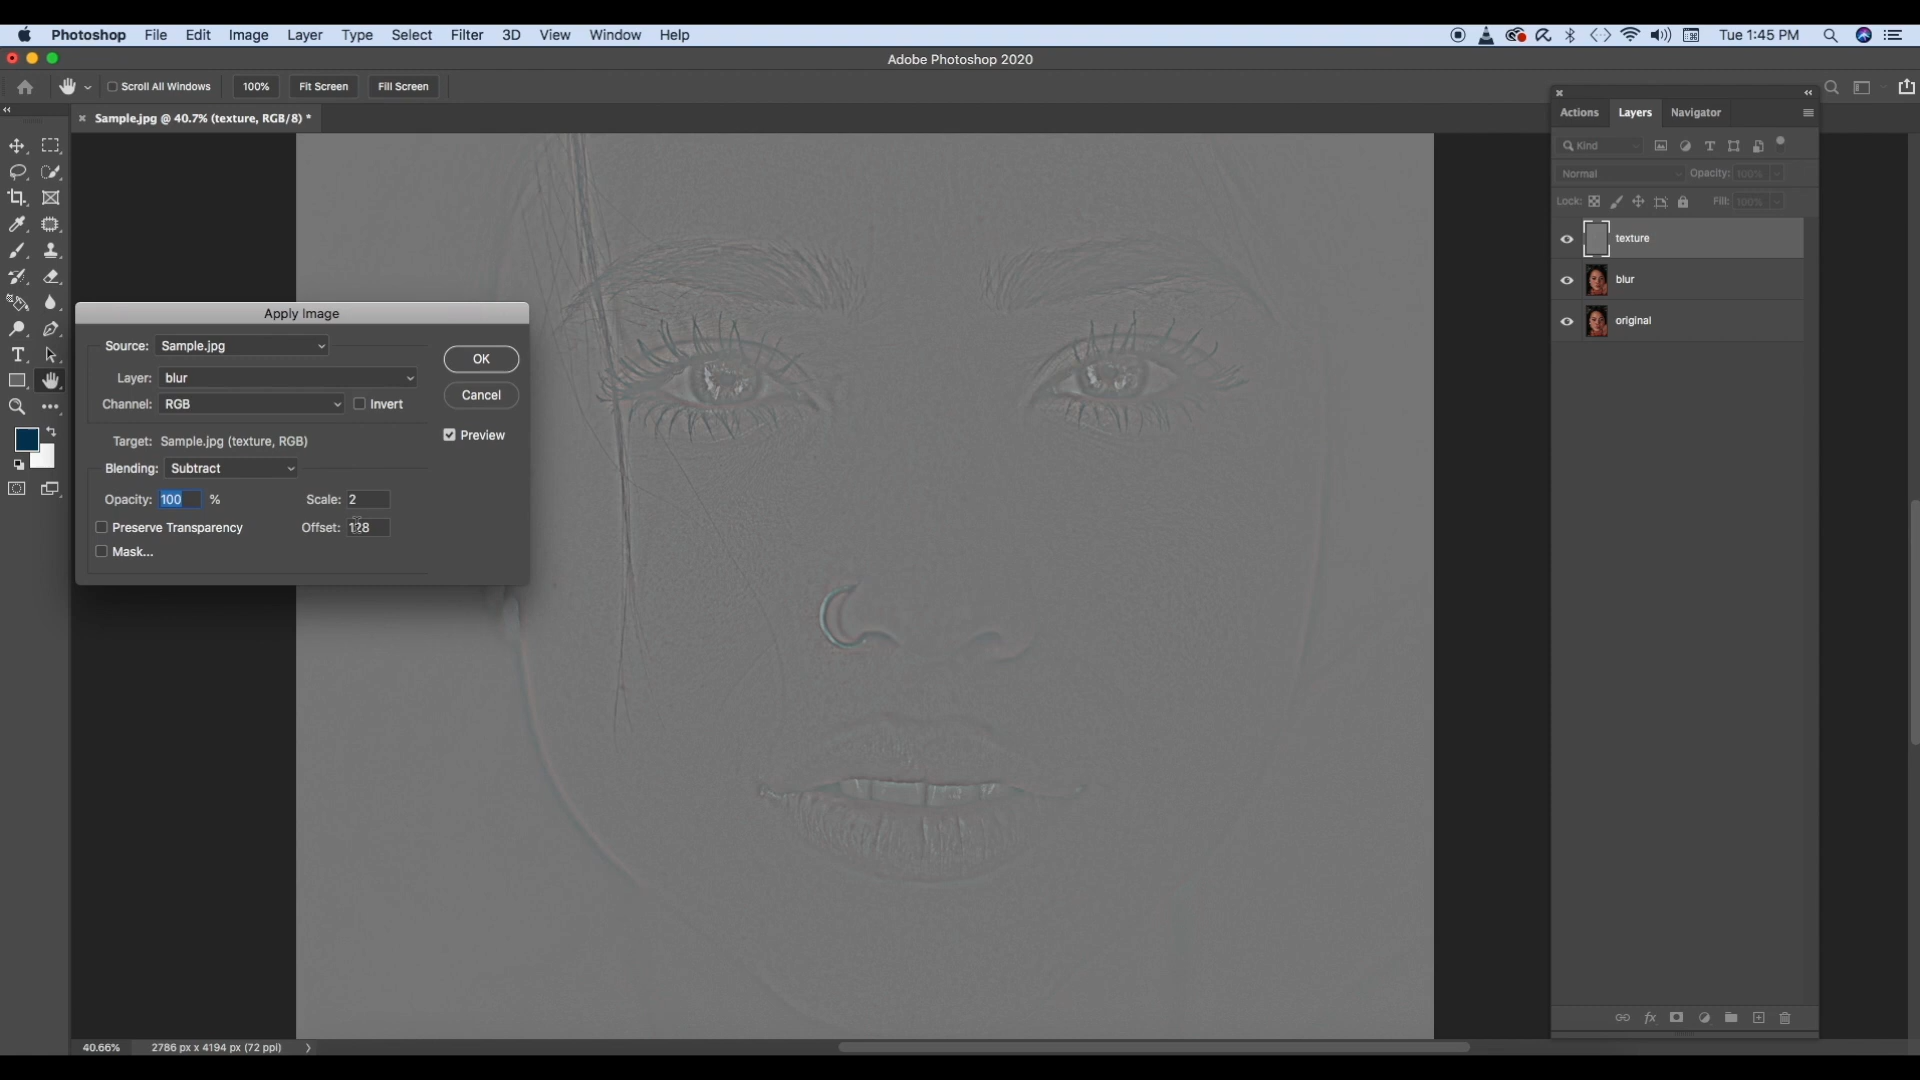 Photoshop File Edit Image Layer Type Select Filter 3D View Window Help Tue 1:45 PM
Adobe Photoshop 2020
Scroll All Windows 100% Fit Screen Fill Screen
Sample.jpg @ 40.7% (texture, RGB/8) *
Actions Layers Navigator
Kind
Normal Opacity: 100%
Lock: Fill: 100%
texture
blur
original
Apply Image
Source: Sample.jpg
OK
Layer: blur
Cancel
Channel: RGB Invert
Preview
Target: Sample.jpg (texture, RGB)
Blending: Subtract
Opacity: 100 % Scale: 2
Preserve Transparency Offset: 128
Mask...
fx
40.66% 2786 px x 4194 px (72 ppi)